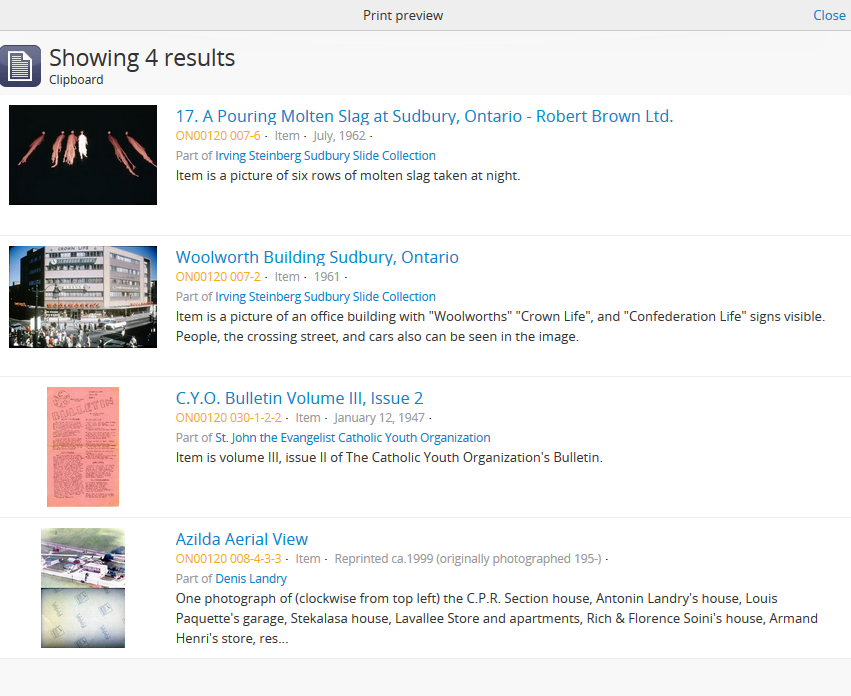 Print preview
Close
Showing 4 results
Clipboard
17. A Pouring Molten Slag at Sudbury, Ontario - Robert Brown Ltd.
ON00120 007-6 · Item · July, 1962 ·
Part of Irving Steinberg Sudbury Slide Collection
Item is a picture of six rows of molten slag taken at night.
CROWN LIFE
WOOLWORTH'S
Woolworth Building Sudbury, Ontario
ON00120 007-2 · Item · 1961 ·
Part of Irving Steinberg Sudbury Slide Collection
Item is a picture of an office building with "Woolworths" "Crown Life", and "Confederation Life" signs visible.
People, the crossing street, and cars also can be seen in the image.
BULLETIN
C.Y.O. Bulletin Volume III, Issue 2
ON00120 030-1-2-2 · Item · January 12, 1947 ·
Part of St. John the Evangelist Catholic Youth Organization
Item is volume III, issue II of The Catholic Youth Organization's Bulletin.
Azilda Aerial View
ON00120 008-4-3-3 · Item · Reprinted ca.1999 (originally photographed 195-) ·
Part of Denis Landry
One photograph of (clockwise from top left) the C.P.R. Section house, Antonin Landry's house, Louis
Paquette's garage, Stekalasa house, Lavallee Store and apartments, Rich & Florence Soini's house, Armand
Henri's store, res...